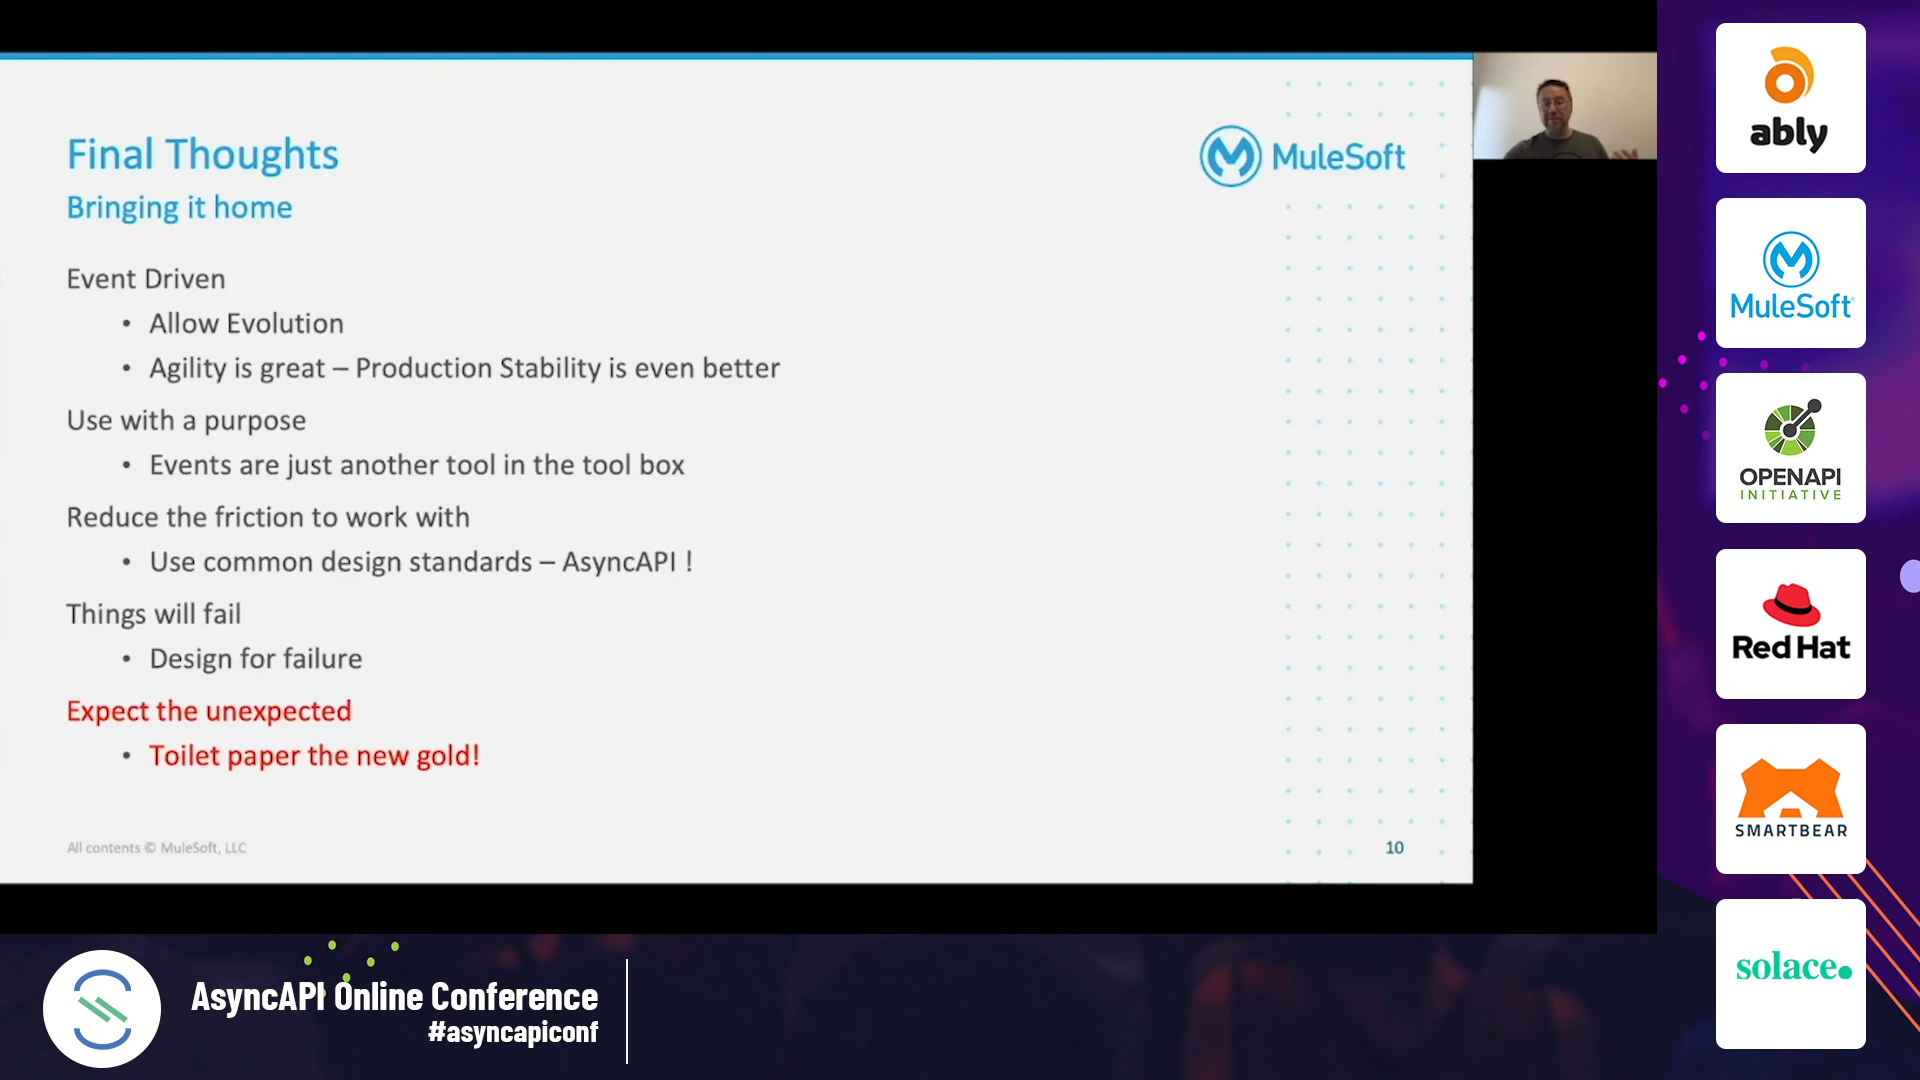 Final Thoughts
Bringing it home
MuleSoft
Event Driven
• Allow Evolution
• Agility is great – Production Stability is even better
Use with a purpose
• Events are just another tool in the tool box
Reduce the friction to work with
• Use common design standards – AsyncAPI !
Things will fail
• Design for failure
Expect the unexpected
• Toilet paper the new gold!
All contents © MuleSoft, LLC
10
ably
MuleSoft
OPENAPI
INITIATIVE
Red Hat
SMARTBEAR
solace.
AsyncAPI Online Conference
#asyncapiconf